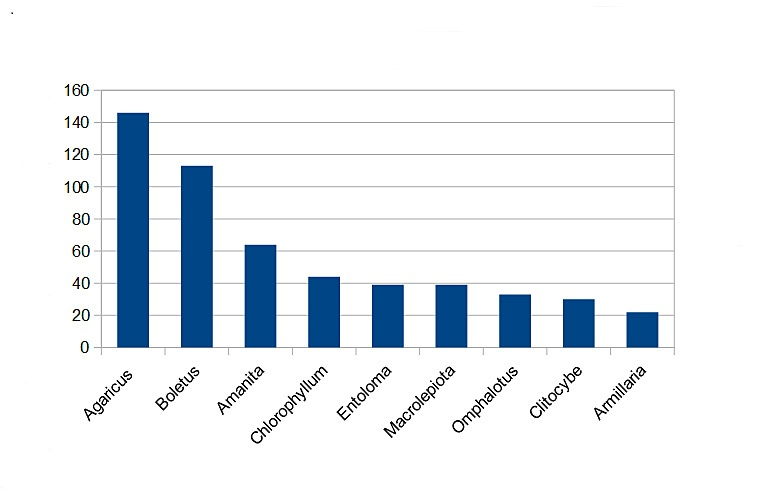 160
140
120
100
80
60
40
20
0
Agaricus
Boletus
Amanita
Chlorophyllum
Entoloma
Macrolepiota
Omphalotus
Clitocybe
Armillaria